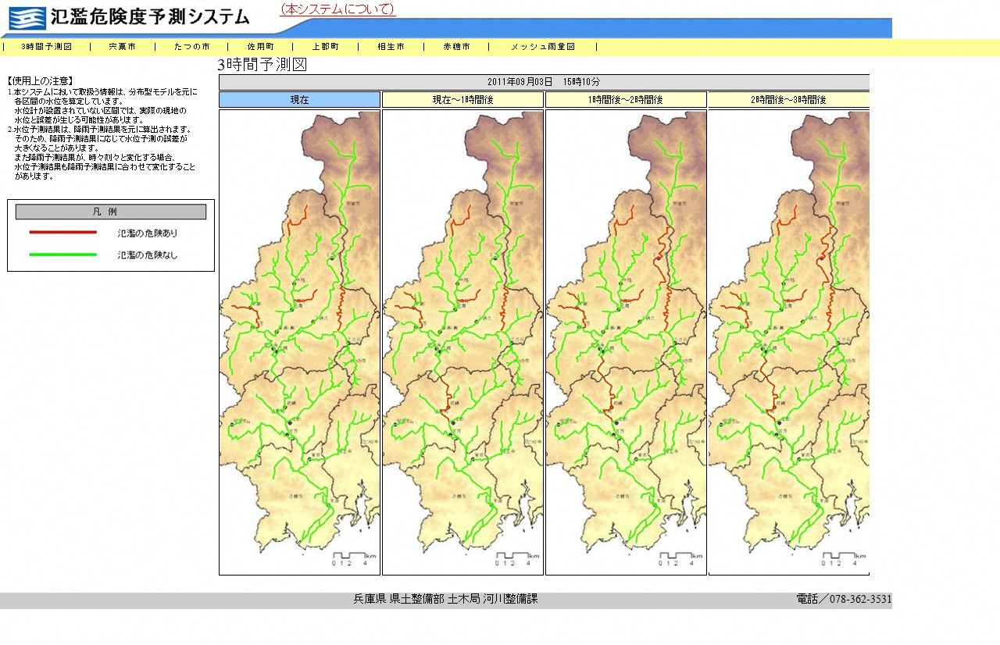 氾濫危険度予測システム
(本システムについて)
| 3時間予測図 | 宍粟市 | たつの市 | 佐用町 | 上郡町 | 相生市 | 赤穂市 | メッシュ雨量図 |
3時間予測図
【使用上の注意】
1.本システムにおいて取扱う情報は、分布型モデルを元に
各区間の水位を算定しています。
水位計が設置されていない区間では、実際の現地の
水位と誤差が生じる可能性があります。
2.水位予測結果は、降雨予測結果を元に算出されます。
そのため、降雨予測結果に応じて水位予測の誤差が
大きくなることがあります。
また降雨予測結果が、時々刻々と変化する場合、
水位予測結果も降雨予測結果に合わせて変化すること
があります。
凡 例
氾濫の危険あり
氾濫の危険なし
2011年09月03日 15時10分
現在
現在～1時間後
1時間後～2時間後
2時間後～3時間後
0 1 2 4 km
0 1 2 4 km
0 1 2 4 km
0 1 2 4 km
兵庫県 県土整備部 土木局 河川整備課
電話／078-362-3531